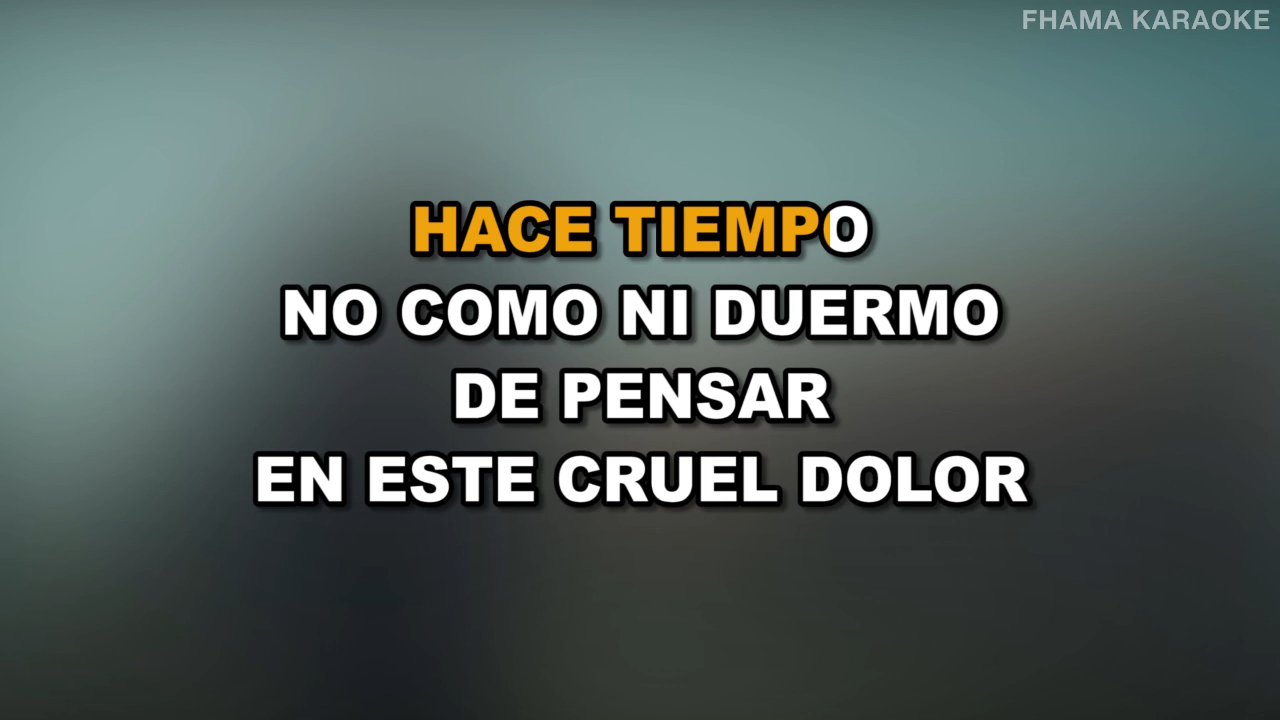 FHAMA KARAOKE
HACE TIEMPO
NO COMO NI DUERMO
DE PENSAR
EN ESTE CRUEL DOLOR